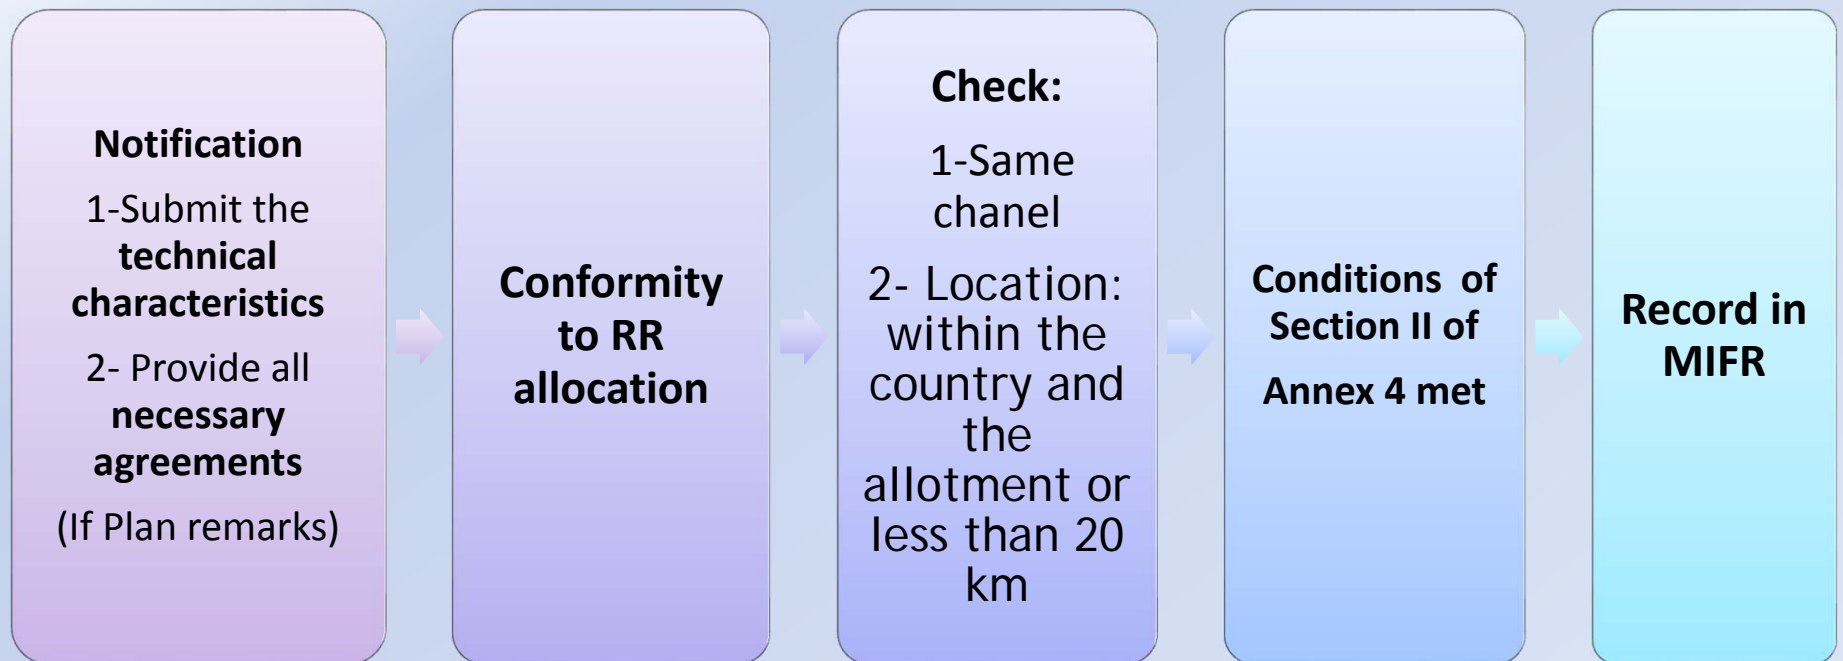 Notification
1-Submit the
technical
characteristics
2- Provide all
necessary
agreements
(If Plan remarks)
Conformity
to RR
allocation
Check:
1-Same
chanel
2- Location:
within the
country and
the
allotment or
less than 20
km
Conditions of
Section II of
Annex 4 met
Record in
MIFR